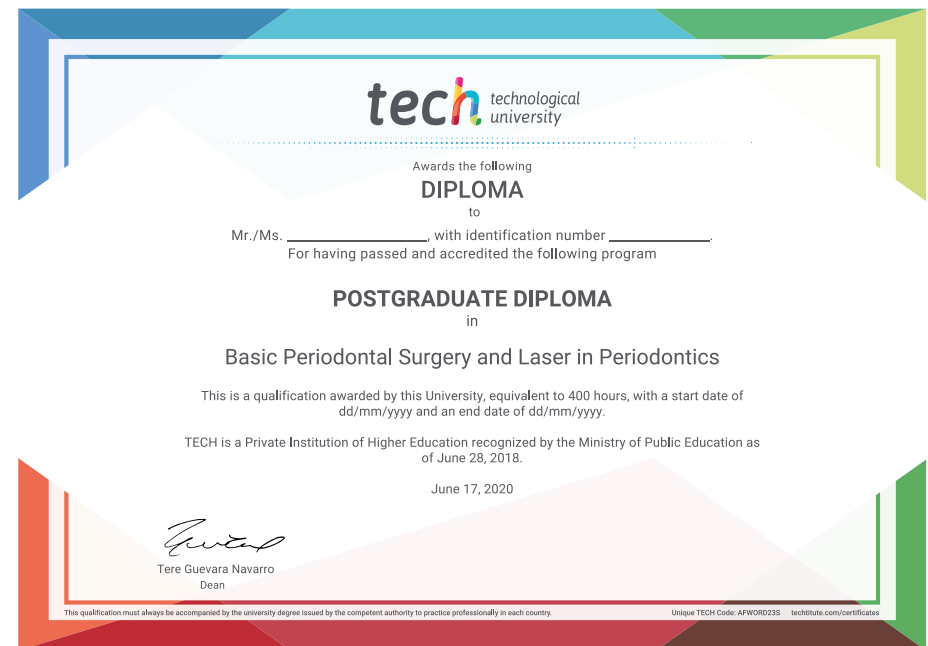 tech technological
university
Awards the following
DIPLOMA
to
Mr./Ms. ____________________, with identification number ______________.
For having passed and accredited the following program
POSTGRADUATE DIPLOMA
in
Basic Periodontal Surgery and Laser in Periodontics
This is a qualification awarded by this University, equivalent to 400 hours, with a start date of
dd/mm/yyyy and an end date of dd/mm/yyyy.
TECH is a Private Institution of Higher Education recognized by the Ministry of Public Education as
of June 28, 2018.
June 17, 2020
Tere Guevara Navarro
Dean
This qualification must always be accompanied by the university degree issued by the competent authority to practice professionally in each country. Unique TECH Code: AFWORD23S techtitute.com/certificates